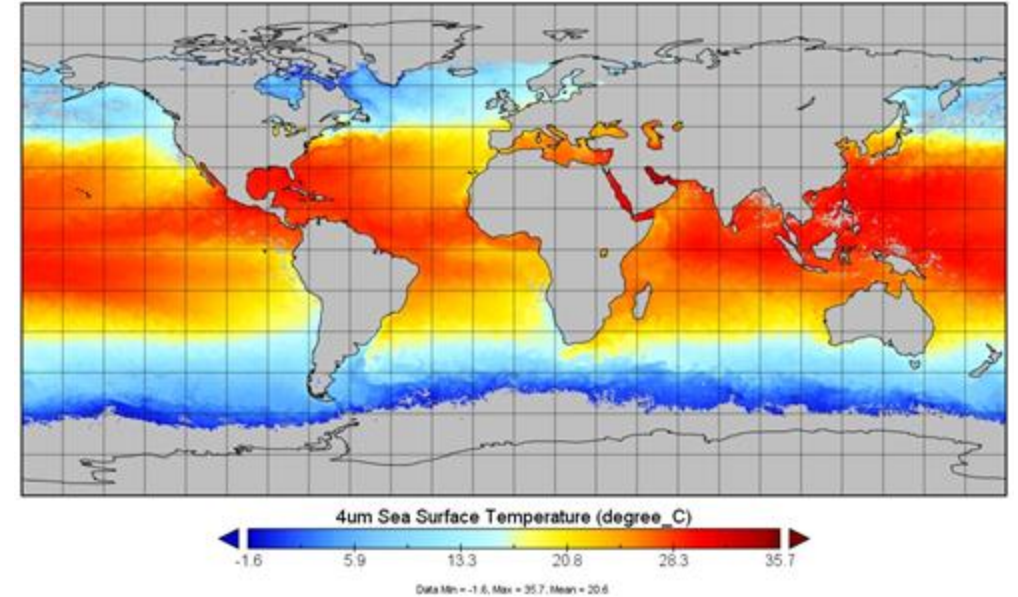 4um Sea Surface Temperature (degree_C)
-1.6 5.9 13.3 20.8 28.3 35.7
Data Min = -1.6, Max = 35.7, Mean = 20.6